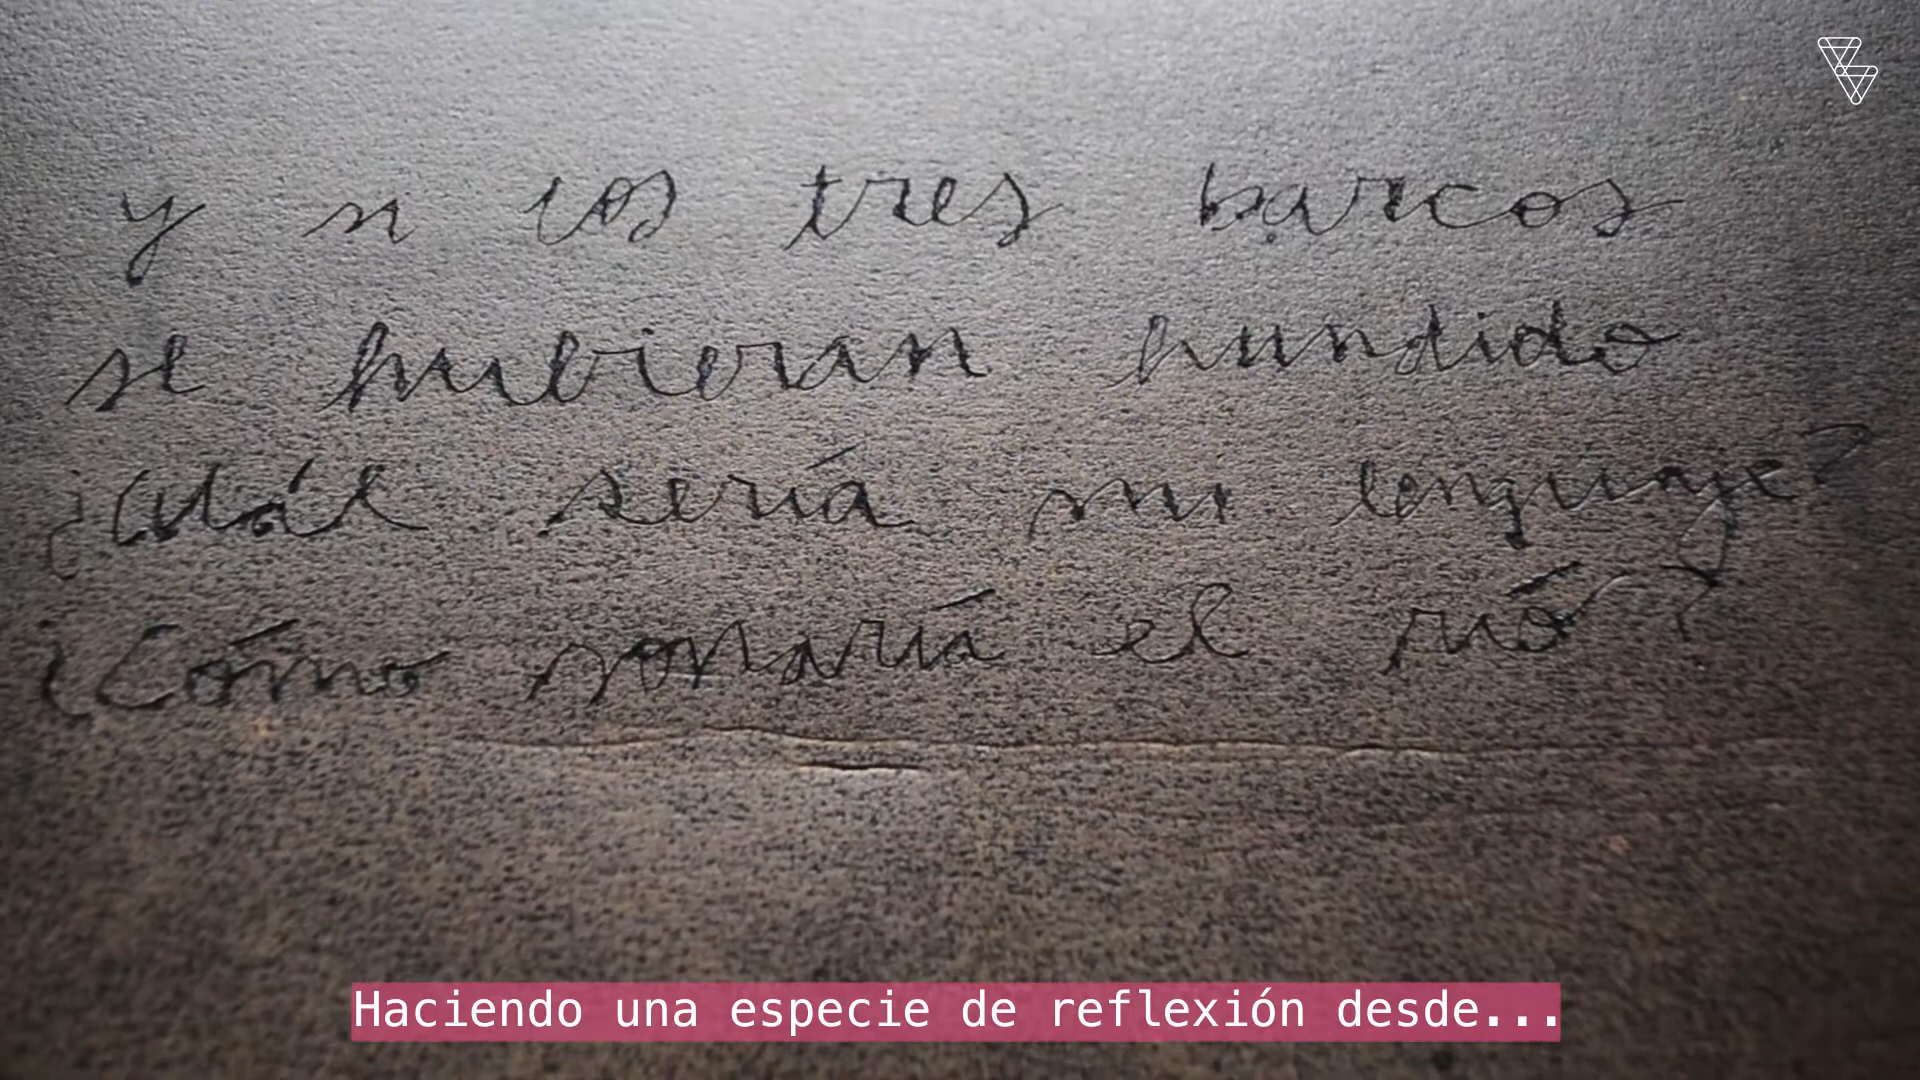 y si los tres barcos
se hubieran hundido
¿Cuál sería mi lenguaje?
¿Cómo sonaría el rió?
Haciendo una especie de reflexión desde...